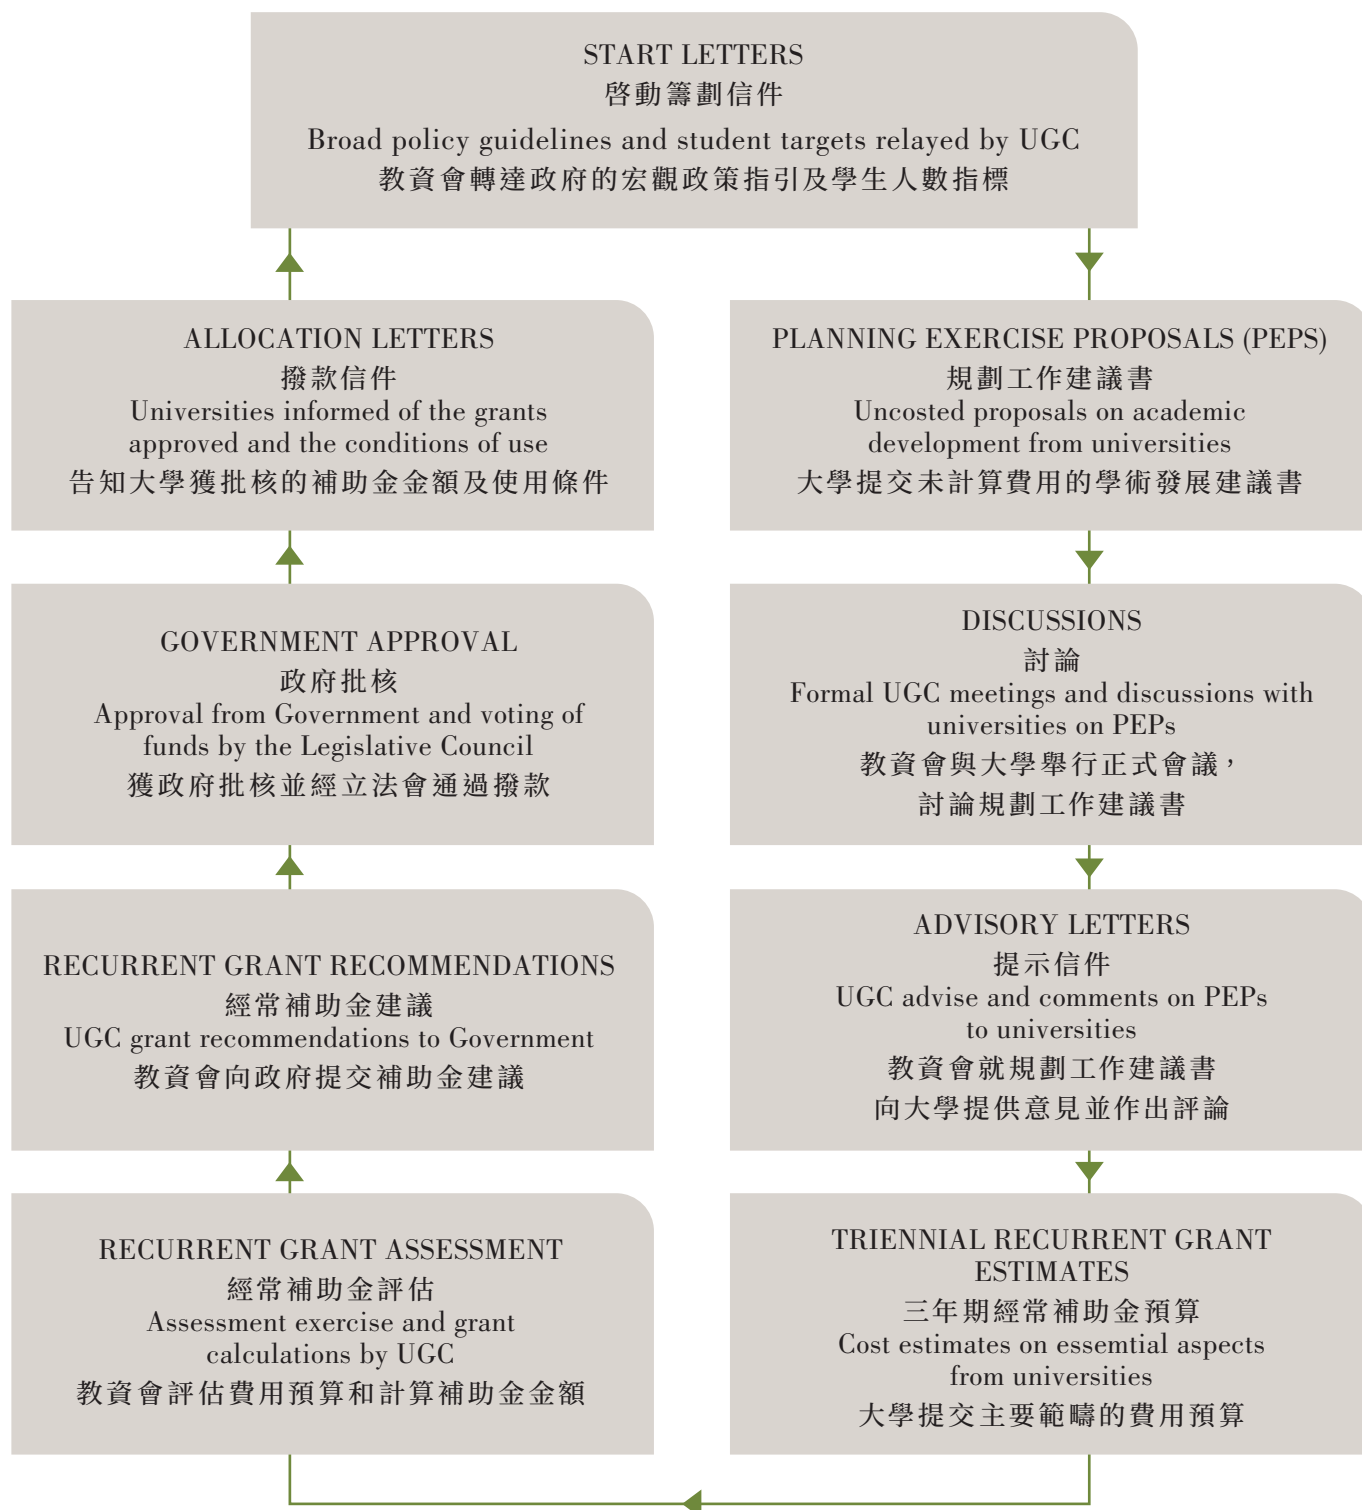 START LETTERS
啓動籌劃信件
Broad policy guidelines and student targets relayed by UGC
教資會轉達政府的宏觀政策指引及學生人數指標
ALLOCATION LETTERS
撥款信件
Universities informed of the grants
approved and the conditions of use
告知大學獲批核的補助金金額及使用條件
PLANNING EXERCISE PROPOSALS (PEPS)
規劃工作建議書
Uncosted proposals on academic
development from universities
大學提交未計算費用的學術發展建議書
GOVERNMENT APPROVAL
政府批核
Approval from Government and voting of
funds by the Legislative Council
獲政府批核並經立法會通過撥款
DISCUSSIONS
討論
Formal UGC meetings and discussions with
universities on PEPs
教資會與大學舉行正式會議，
討論規劃工作建議書
RECURRENT GRANT RECOMMENDATIONS
經常補助金建議
UGC grant recommendations to Government
教資會向政府提交補助金建議
ADVISORY LETTERS
提示信件
UGC advise and comments on PEPs
to universities
教資會就規劃工作建議書
向大學提供意見並作出評論
RECURRENT GRANT ASSESSMENT
經常補助金評估
Assessment exercise and grant
calculations by UGC
教資會評估費用預算和計算補助金金額
TRIENNIAL RECURRENT GRANT
ESTIMATES
三年期經常補助金預算
Cost estimates on essemtial aspects
from universities
大學提交主要範疇的費用預算